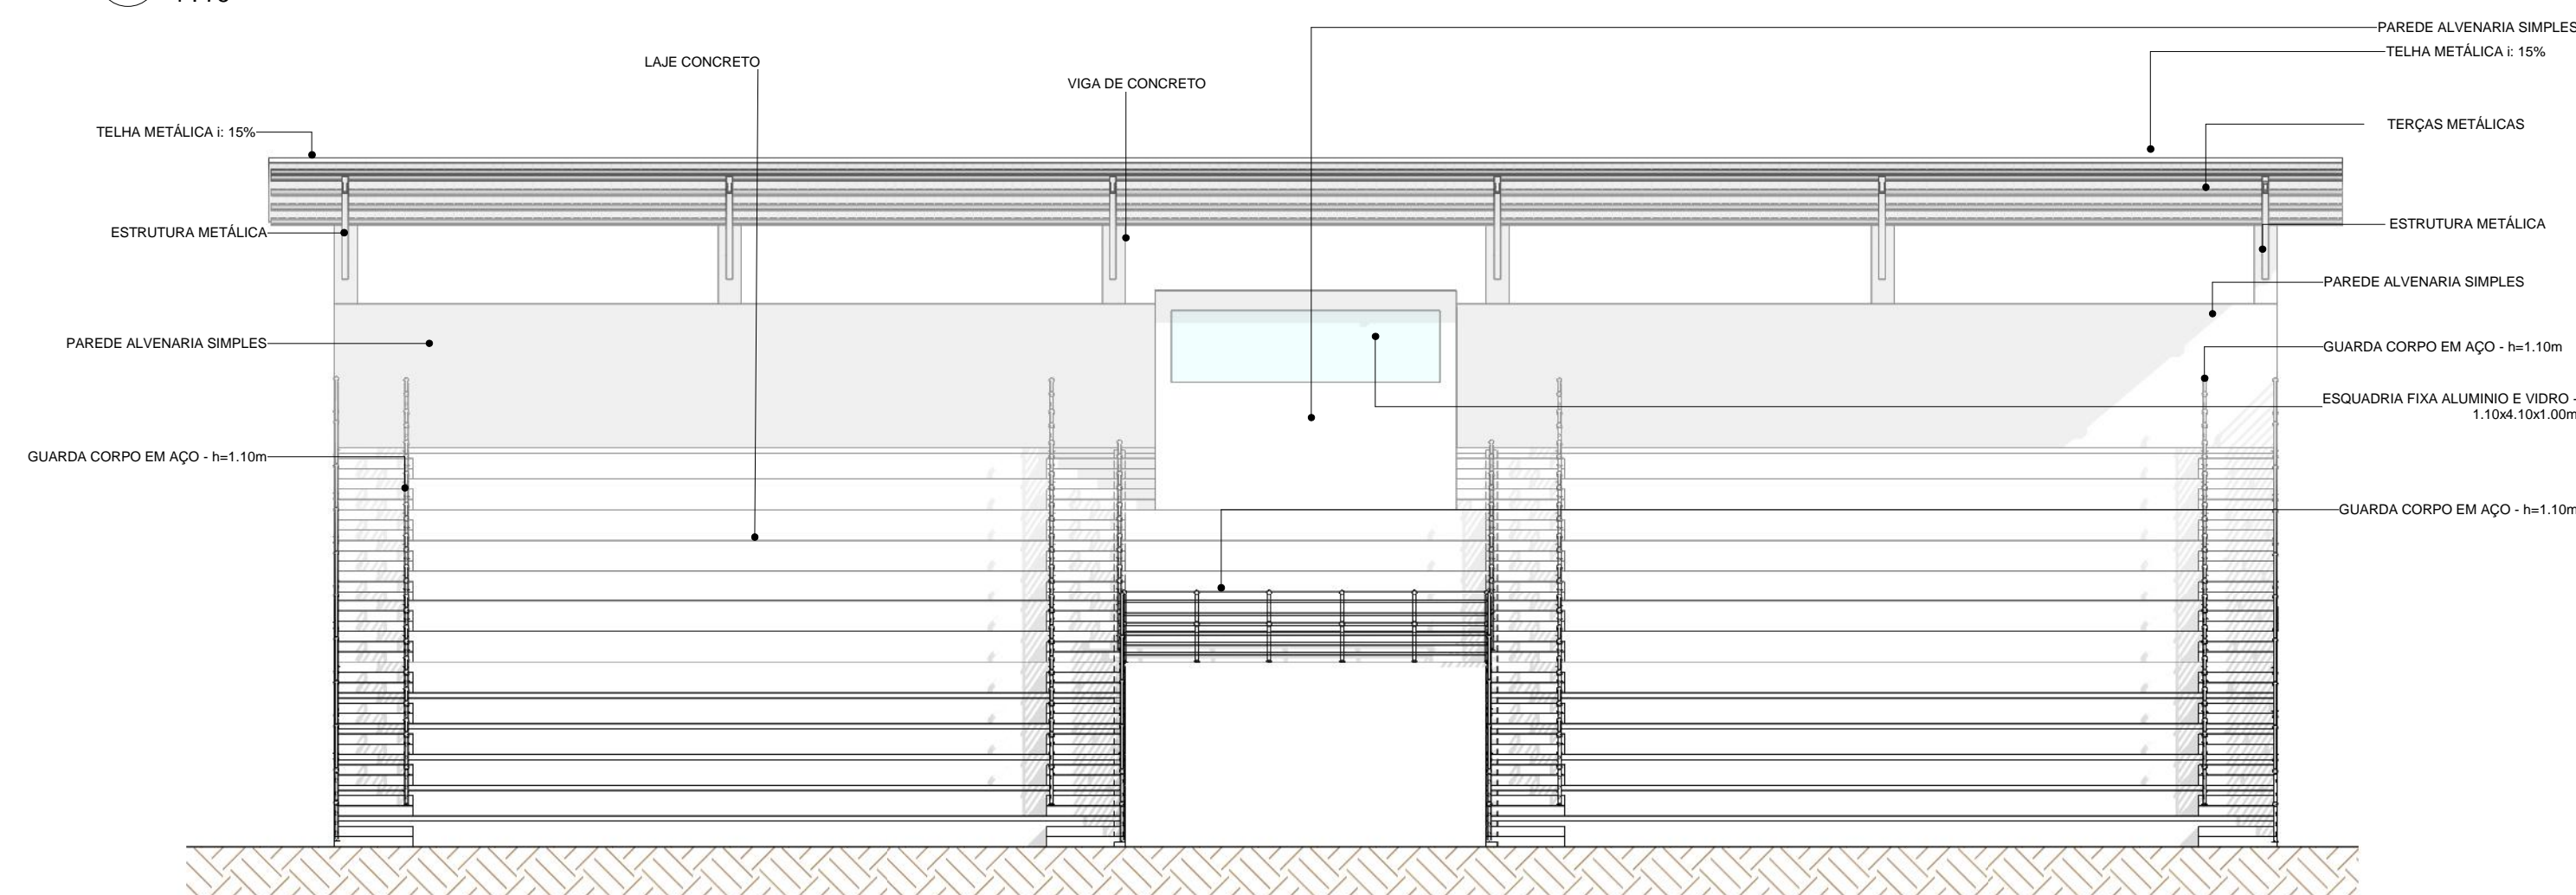 PAREDE ALVENARIA SIMPLES
TELHA METÁLICA i: 15%
LAJE CONCRETO
VIGA DE CONCRETO
TELHA METÁLICA i: 15%
TERÇAS METÁLICAS
ESTRUTURA METÁLICA
ESTRUTURA METÁLICA
PAREDE ALVENARIA SIMPLES
PAREDE ALVENARIA SIMPLES
GUARDA CORPO EM AÇO - h=1.10m
ESQUADRIA FIXA ALUMINIO E VIDRO -
1.10x4.10x1.00m
GUARDA CORPO EM AÇO - h=1.10m
GUARDA CORPO EM AÇO - h=1.10m